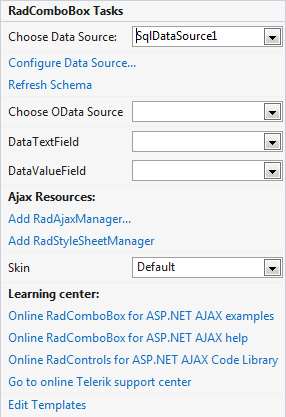 RadComboBox Tasks
Choose Data Source: SqlDataSource1
Configure Data Source...
Refresh Schema
Choose OData Source
DataTextField
DataValueField
Ajax Resources:
Add RadAjaxManager...
Add RadStyleSheetManager
Skin Default
Learning center:
Online RadComboBox for ASP.NET AJAX examples
Online RadComboBox for ASP.NET AJAX help
Online RadControls for ASP.NET AJAX Code Library
Go to online Telerik support center
Edit Templates